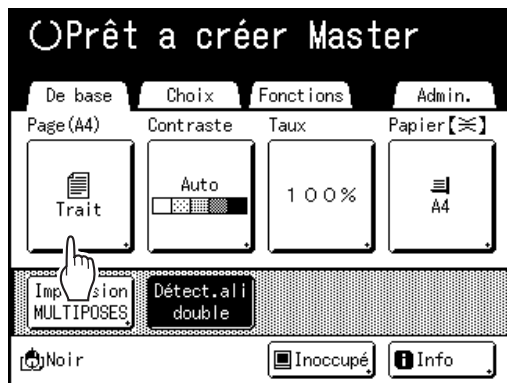 Prêt a créer Master
De base Choix Fonctions Admin.
Page(A4) Contraste Taux Papier【】
Trait
Auto
100%
A4
MULTIPOSES
Détect.ali
double
Noir
Inoccupé
Info